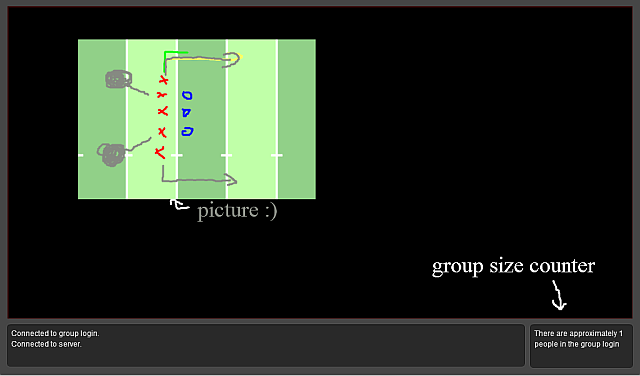 picture :)
group size counter
Connected to group login.
Connected to server.
There are approximately 1
people in the group login